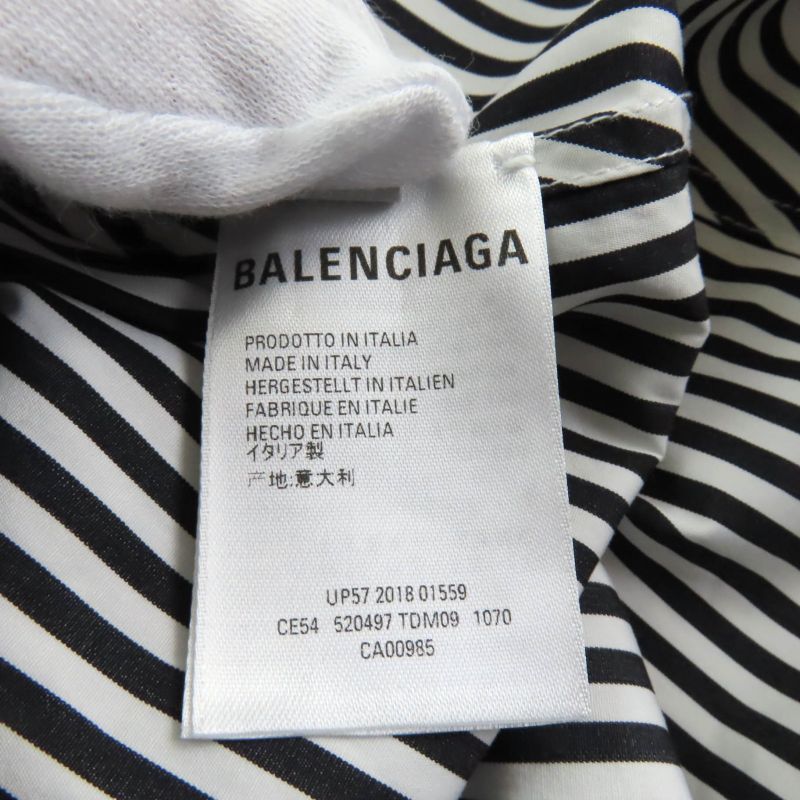 BALENCIAGA
PRODOTTO IN ITALIA
MADE IN ITALY
HERGESTELLT IN ITALIEN
FABRIQUE EN ITALIE
HECHO EN ITALIA
イタリア製
产地:意大利
UP57 2018 01559
CE54 520497 TDM09 1070
CA00985